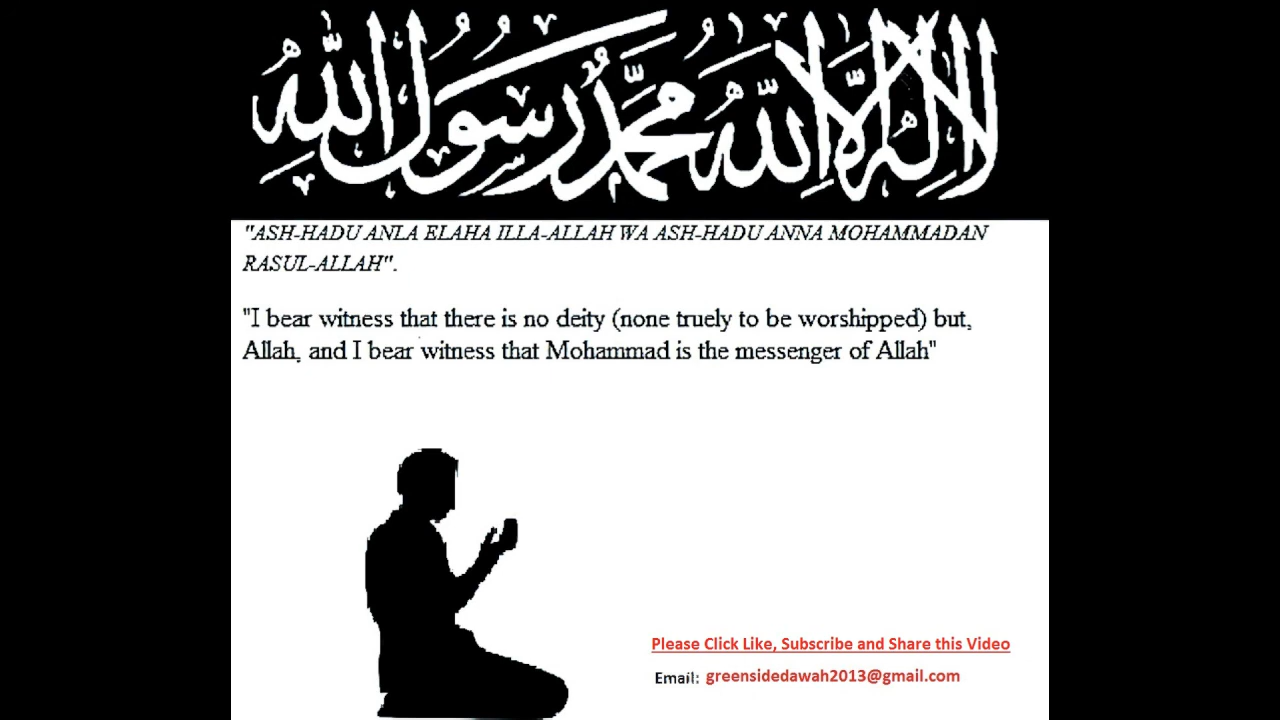 لا إله إلا الله محمد رسول الله
"ASH-HADU ANLA ELAHA ILLA-ALLAH WA ASH-HADU ANNA MOHAMMADAN
RASUL-ALLAH".
"I bear witness that there is no deity (none truely to be worshipped) but,
Allah, and I bear witness that Mohammad is the messenger of Allah"
Please Click Like, Subscribe and Share this Video
Email: greensidedawah2013@gmail.com